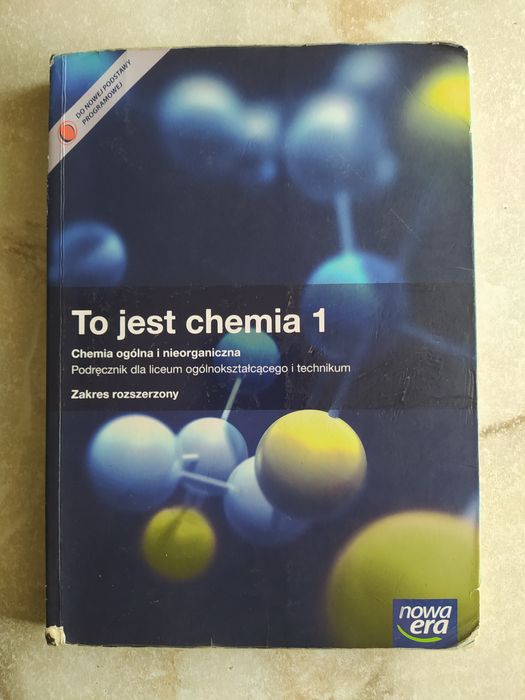 DO NOWEJ PODSTAWY
PROGRAMOWEJ
To jest chemia 1
Chemia ogólna i nieorganiczna
Podręcznik dla liceum ogólnokształcącego i technikum
Zakres rozszerzony
nowa
era